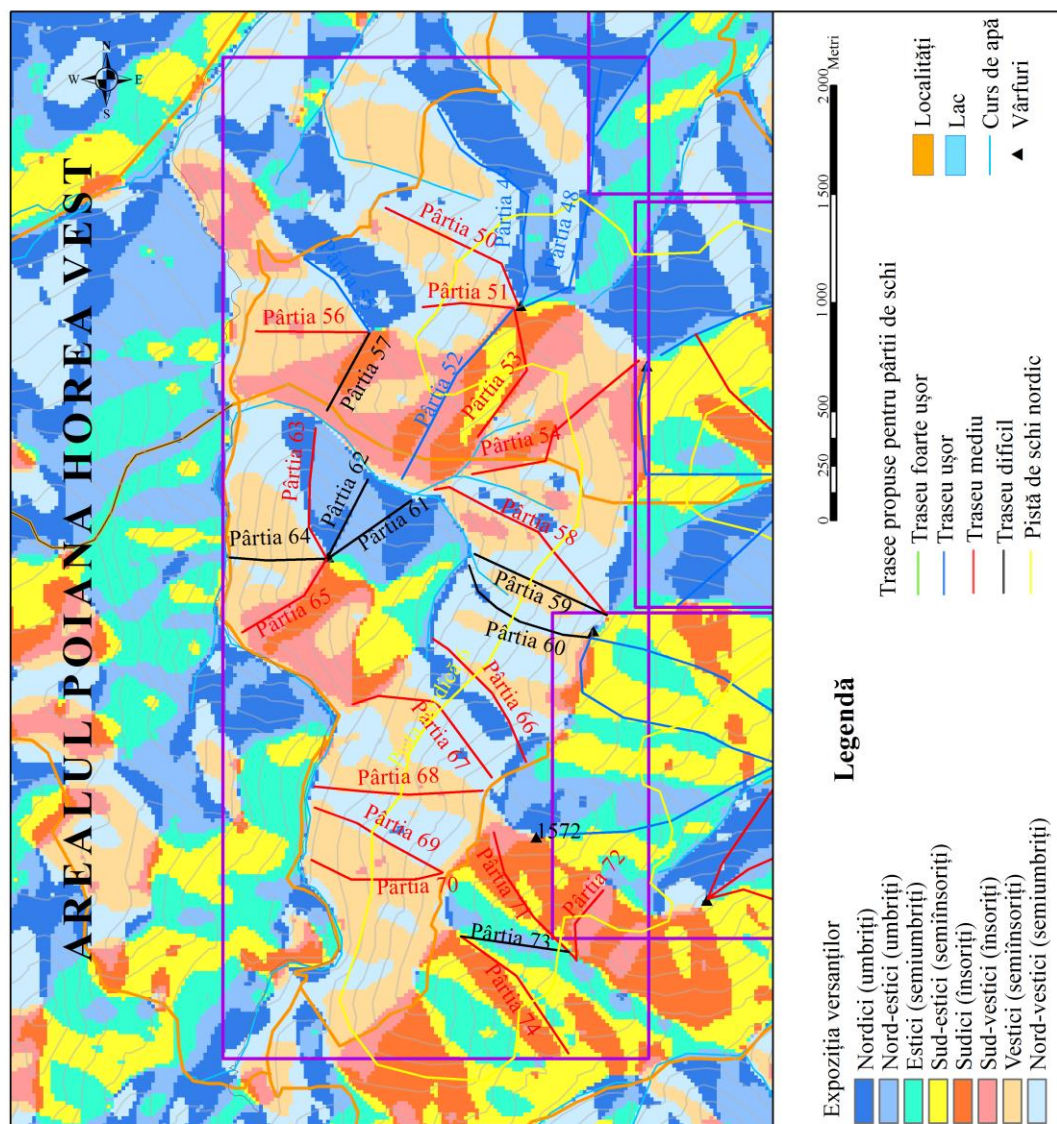 AREALUL POIANA HOREA VEST
N
W
E
S
Pârtia 50
Pârtia 48
Pârtia 51
Pârtia 56
Pârtia 57
Pârtia 52
Pârtia 53
Pârtia 54
Pârtia 63
Pârtia 62
Pârtia 61
Pârtia 64
Pârtia 58
Pârtia 65
Pârtia 59
Pârtia 60
Pârtia 66
Pârtia 67
Pârtia 68
Pârtia 69
Pârtia 70
1572
Pârtia 71
Pârtia 72
Pârtia 73
Pârtia 74
0
250
500
1 000
1 500
2 000
Metri
Legendă
Expoziția versanților
Nordici (umbriți)
Nord-estici (umbriți)
Estici (semiumbriți)
Sud-estici (semiînsoriți)
Sudici (însoriți)
Sud-vestici (însoriți)
Vestici (semiînsoriți)
Nord-vestici (semiumbriți)
Trasee propuse pentru pârtii de schi
Traseu foarte ușor
Traseu ușor
Traseu mediu
Traseu dificil
Pistă de schi nordic
Localități
Lac
Curs de apă
Vârfuri